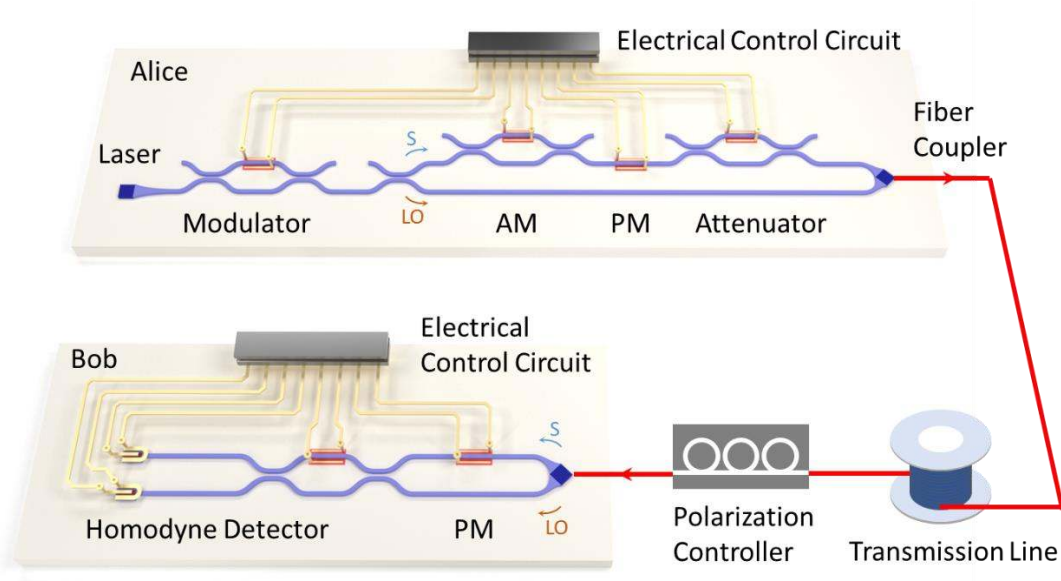 Electrical Control Circuit
Alice
Fiber
Coupler
Laser
S
LO
Modulator
AM
PM
Attenuator
Electrical
Control Circuit
Bob
S
LO
Homodyne Detector
PM
Polarization
Controller
Transmission Line